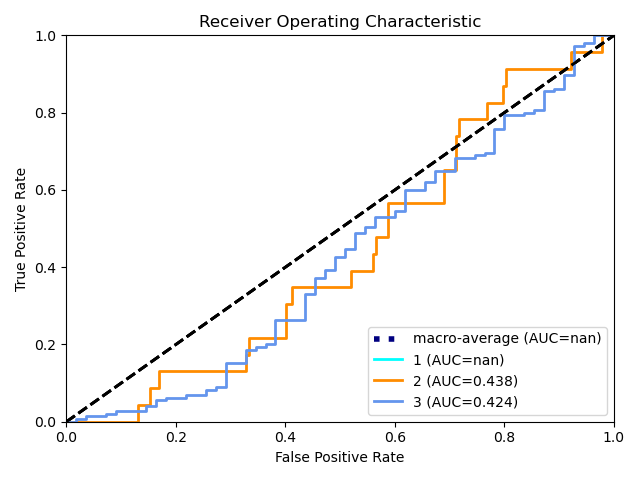 Receiver Operating Characteristic
True Positive Rate
1.0
0.8
0.6
0.4
0.2
0.0
macro-average (AUC=nan)
1 (AUC=nan)
2 (AUC=0.438)
3 (AUC=0.424)
0.0 0.2 0.4 0.6 0.8 1.0
False Positive Rate